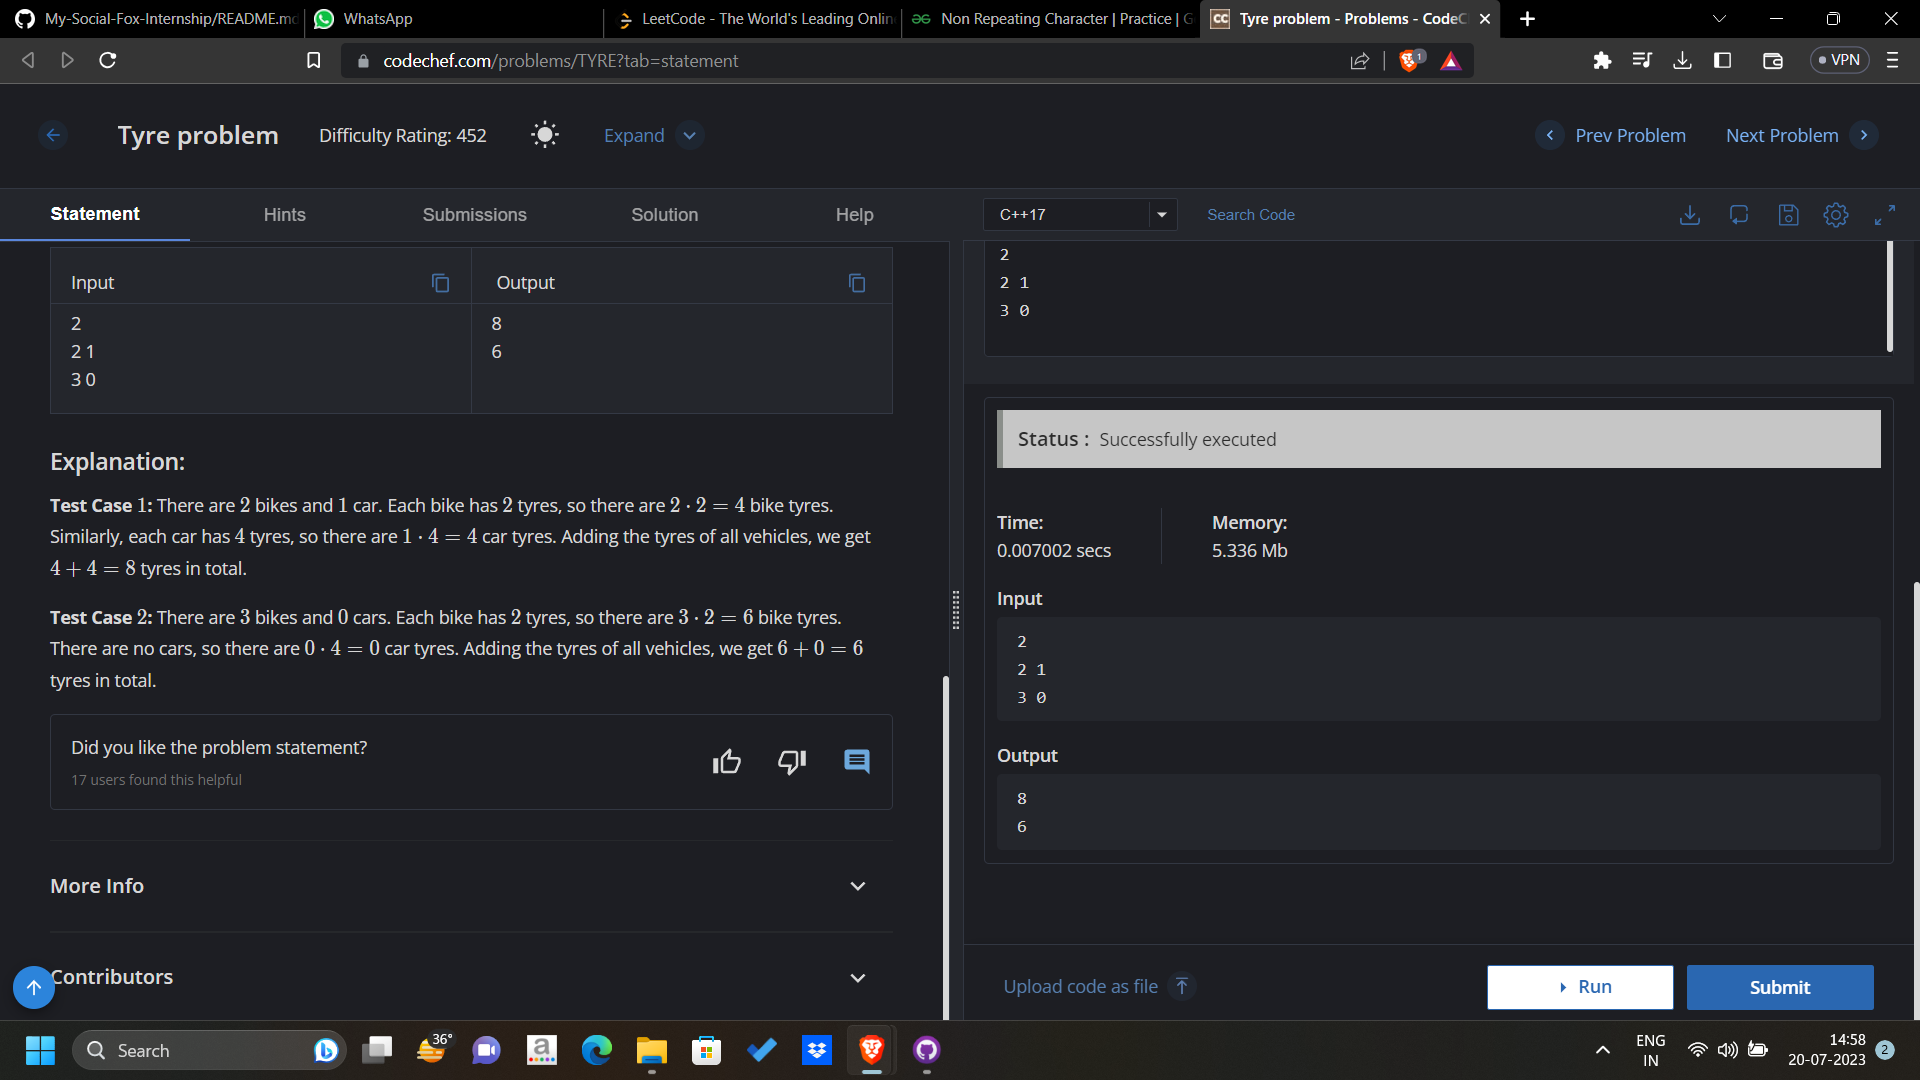 My-Social-Fox-Internship/README.md
WhatsApp
LeetCode - The World's Leading Onlin
Non Repeating Character | Practice | G
CC Tyre problem - Problems - CodeC
codechef.com/problems/TYRE?tab=statement
1
VPN
Tyre problem
Difficulty Rating: 452
Expand
Prev Problem
Next Problem
Statement
Hints
Submissions
Solution
Help
Input
Output
2
2 1
3 0
8
6
Explanation:
Test Case 1: There are 2 bikes and 1 car. Each bike has 2 tyres, so there are 2 · 2 = 4 bike tyres.
Similarly, each car has 4 tyres, so there are 1 · 4 = 4 car tyres. Adding the tyres of all vehicles, we get
4 + 4 = 8 tyres in total.
Test Case 2: There are 3 bikes and 0 cars. Each bike has 2 tyres, so there are 3 · 2 = 6 bike tyres.
There are no cars, so there are 0 · 4 = 0 car tyres. Adding the tyres of all vehicles, we get 6 + 0 = 6
tyres in total.
Did you like the problem statement?
17 users found this helpful
More Info
Contributors
C++17
Search Code
2
2 1
3 0
Status : Successfully executed
Time:
0.007002 secs
Memory:
5.336 Mb
Input
2
2 1
3 0
Output
8
6
Upload code as file
Run
Submit
Search
36°
a
ENG
IN
14:58
20-07-2023
2